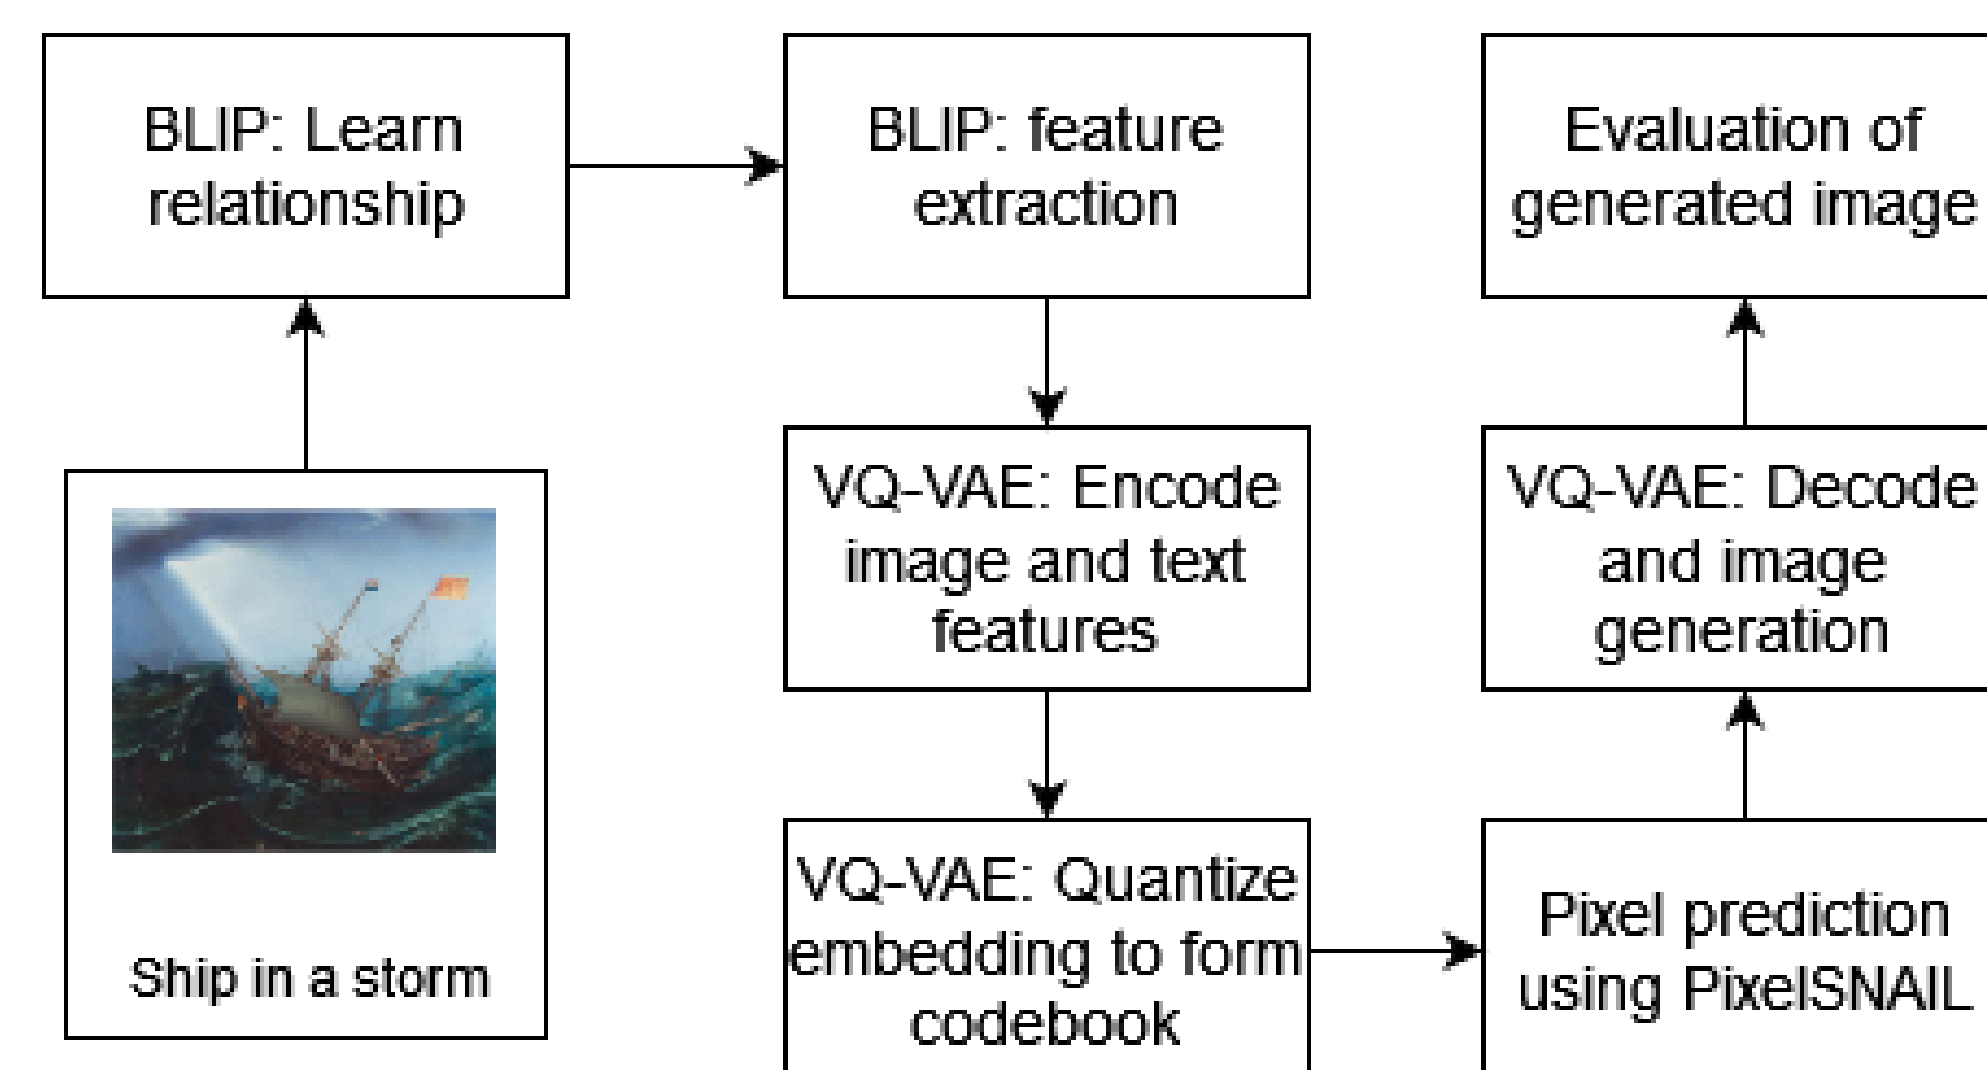 BLIP: Learn
relationship
BLIP: feature
extraction
Evaluation of
generated image
VQ-VAE: Encode
image and text
features
VQ-VAE: Decode
and image
generation
Ship in a storm
VQ-VAE: Quantize
embedding to form
codebook
Pixel prediction
using PixelSNAIL